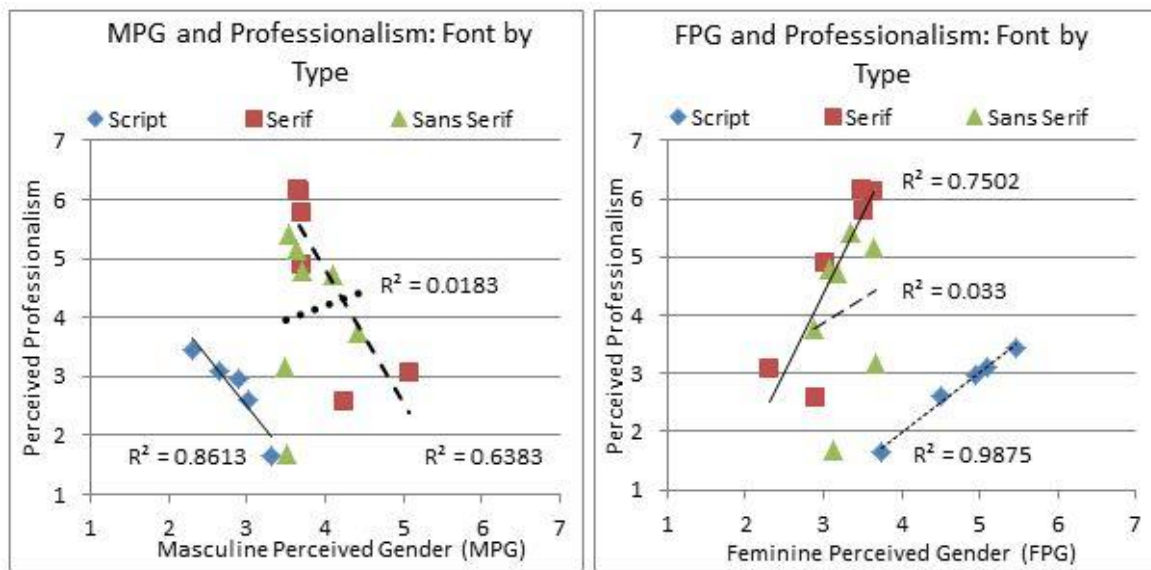 MPG and Professionalism: Font by
Type
Script Serif Sans Serif
7
6
5
4
3
2
1
Perceived Professionalism
R² = 0.0183
R² = 0.8613
R² = 0.6383
1 2 3 4 5 6 7
Masculine Perceived Gender (MPG)
FPG and Professionalism: Font by
Type
Script Serif Sans Serif
7
6
5
4
3
2
1
Perceived Professionalism
R² = 0.7502
R² = 0.033
R² = 0.9875
1 2 3 4 5 6 7
Feminine Perceived Gender (FPG)